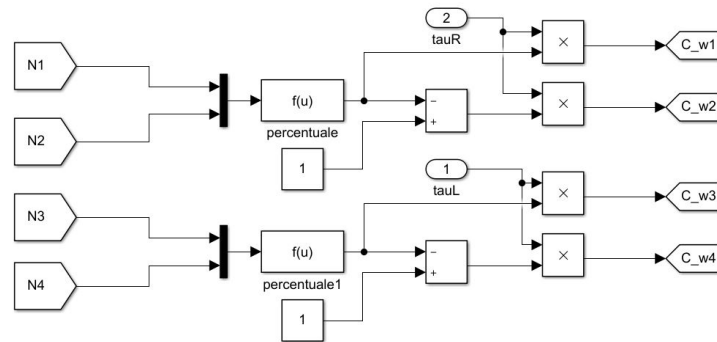 2
tauR
N1
×
C_w1
N2
f(u)
percentuale
−
+
×
C_w2
1
1
tauL
N3
×
C_w3
N4
f(u)
percentuale1
−
+
×
C_w4
1